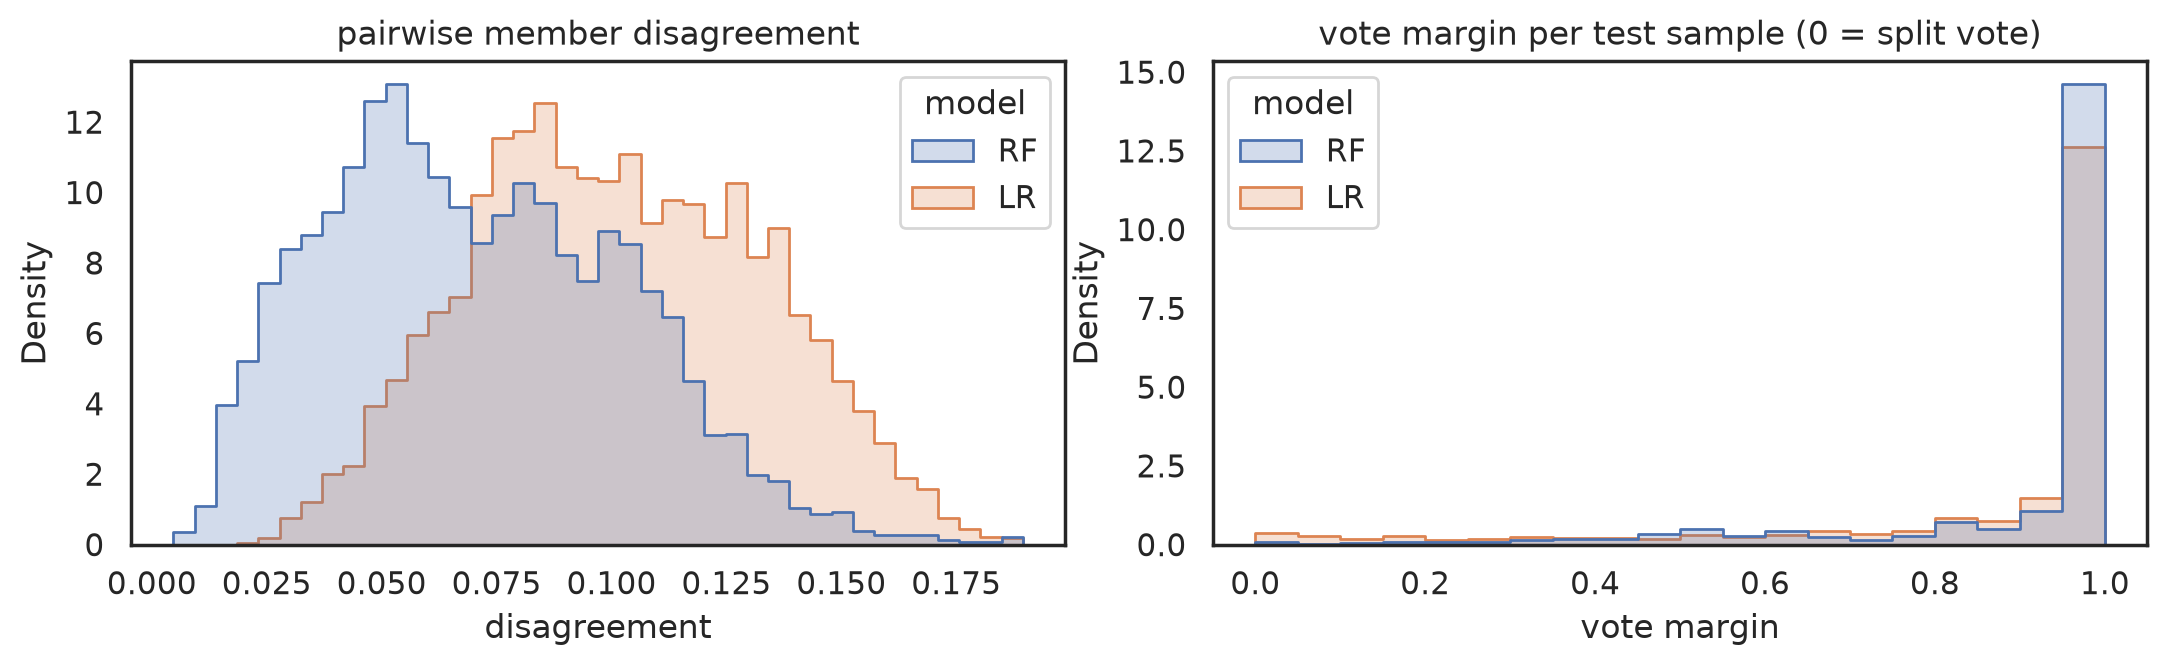 pairwise member disagreement
Density
12
10
8
6
4
2
0
model
RF
LR
0.000 0.025 0.050 0.075 0.100 0.125 0.150 0.175
disagreement
vote margin per test sample (0 = split vote)
Density
15.0
12.5
10.0
7.5
5.0
2.5
0.0
model
RF
LR
0.0 0.2 0.4 0.6 0.8 1.0
vote margin